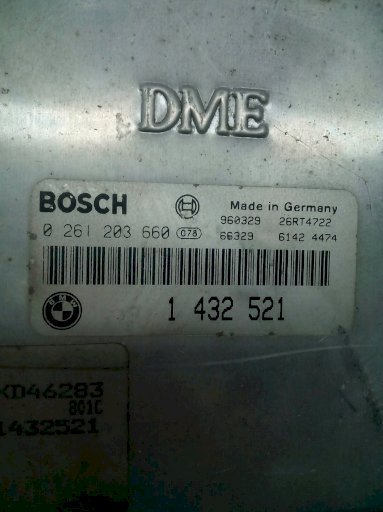 DME
BOSCH
Made in Germany
960329 26RT4722
0 261 203 660 C78
66329 6142 4474
BMW
1 432 521
KD46283
801C
1432521